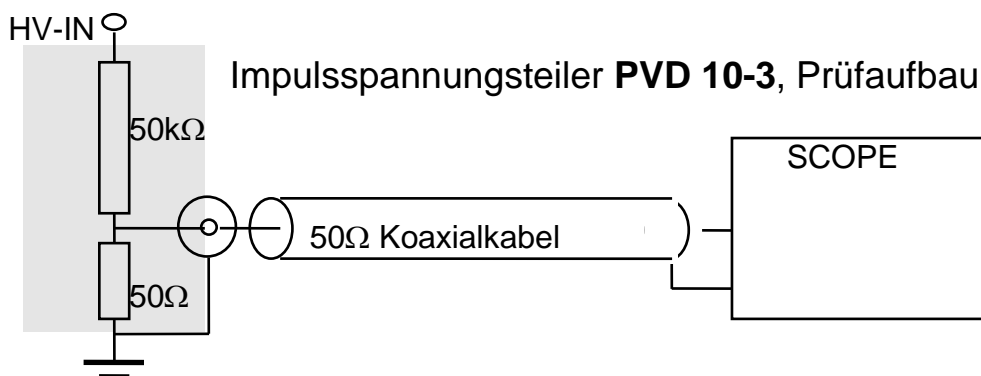 HV-IN
Impulsspannungsteiler PVD 10-3, Prüfaufbau
50kΩ
SCOPE
50Ω Koaxialkabel
50Ω